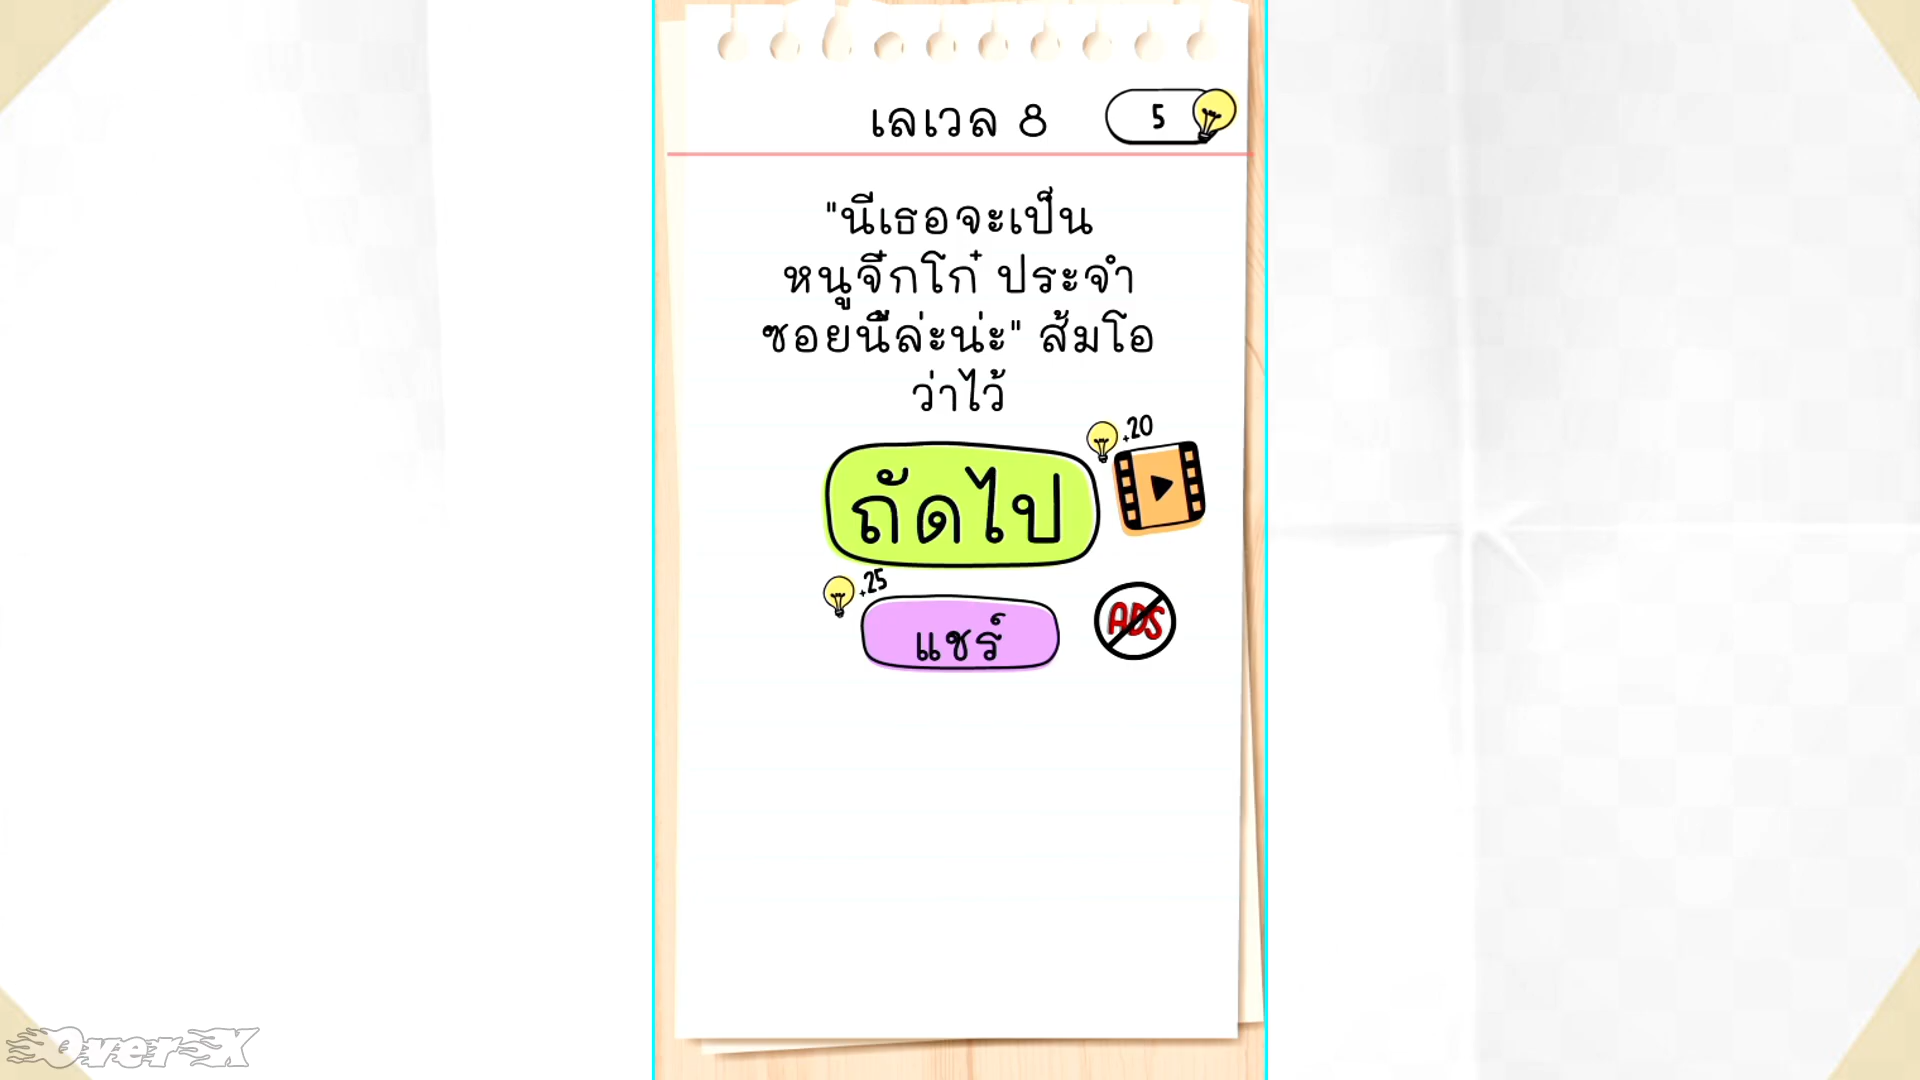 เลเวล 8
5
"นี่เธอจะเป็น
หนูจี๊กโก๋ ประจำ
ซอยนี้ล่ะน่ะ" ส้มโอ
ว่าไว้
+20
ถัดไป
+25
แชร์
ADS
Over-X